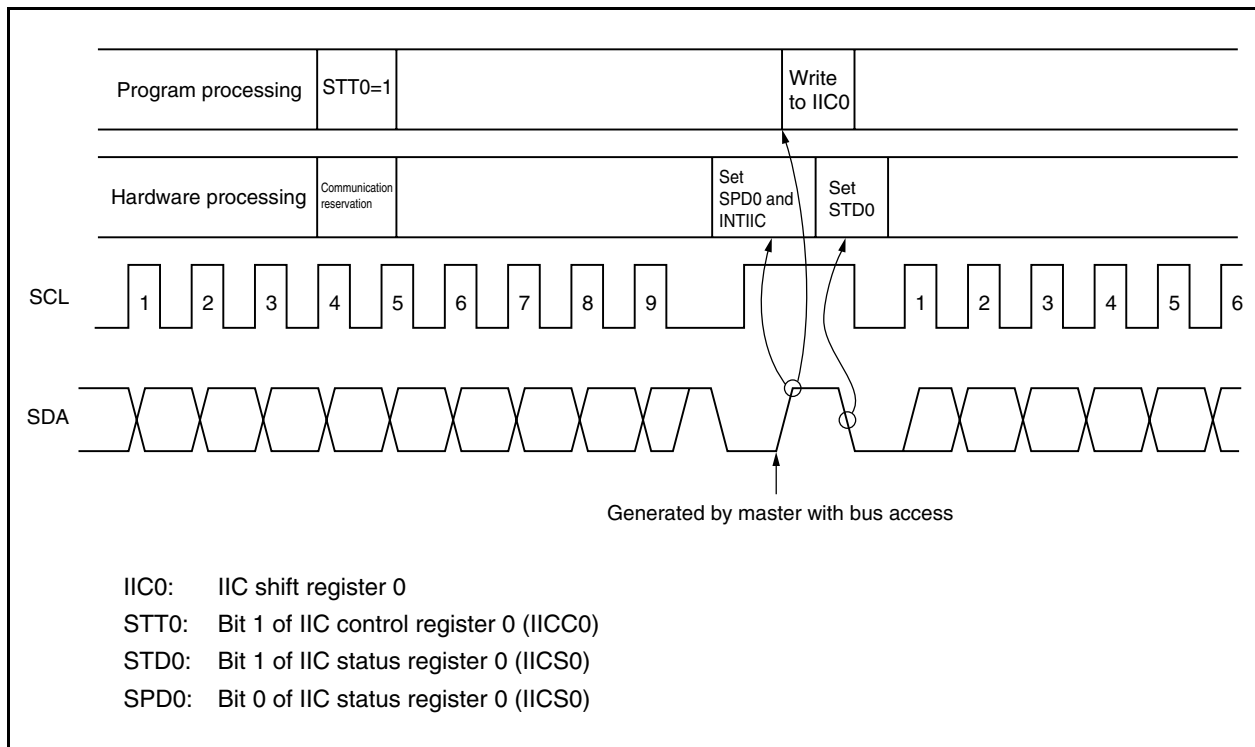 Program processing
STT0=1
Write
to IIC0
Hardware processing
Communication
reservation
Set
SPD0 and
INTIIC
Set
STD0
SCL
1 2 3 4 5 6 7 8 9 1 2 3 4 5 6
SDA
Generated by master with bus access
IIC0: IIC shift register 0
STT0: Bit 1 of IIC control register 0 (IICC0)
STD0: Bit 1 of IIC status register 0 (IICS0)
SPD0: Bit 0 of IIC status register 0 (IICS0)